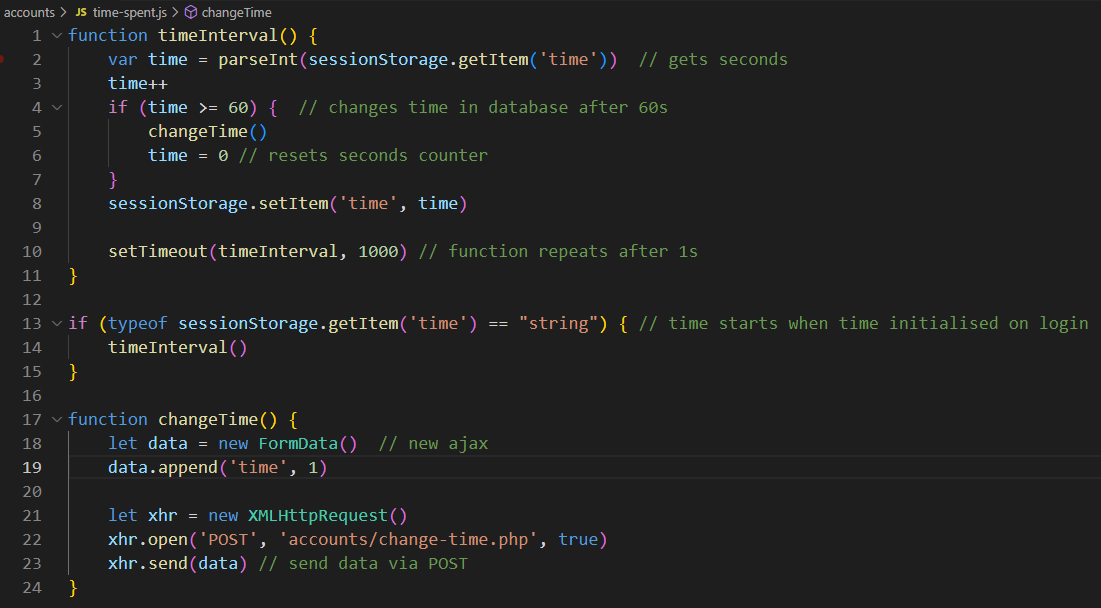 accounts > JS time-spent.js > changeTime
1 function timeInterval() {
2 var time = parseInt(sessionStorage.getItem('time')) // gets seconds
3 time++
4 if (time >= 60) { // changes time in database after 60s
5 changeTime()
6 time = 0 // resets seconds counter
7 }
8 sessionStorage.setItem('time', time)
9
10 setTimeout(timeInterval, 1000) // function repeats after 1s
11 }
12
13 if (typeof sessionStorage.getItem('time') == "string") { // time starts when time initialised on login
14 timeInterval()
15 }
16
17 function changeTime() {
18 let data = new FormData() // new ajax
19 data.append('time', 1)
20
21 let xhr = new XMLHttpRequest()
22 xhr.open('POST', 'accounts/change-time.php', true)
23 xhr.send(data) // send data via POST
24 }